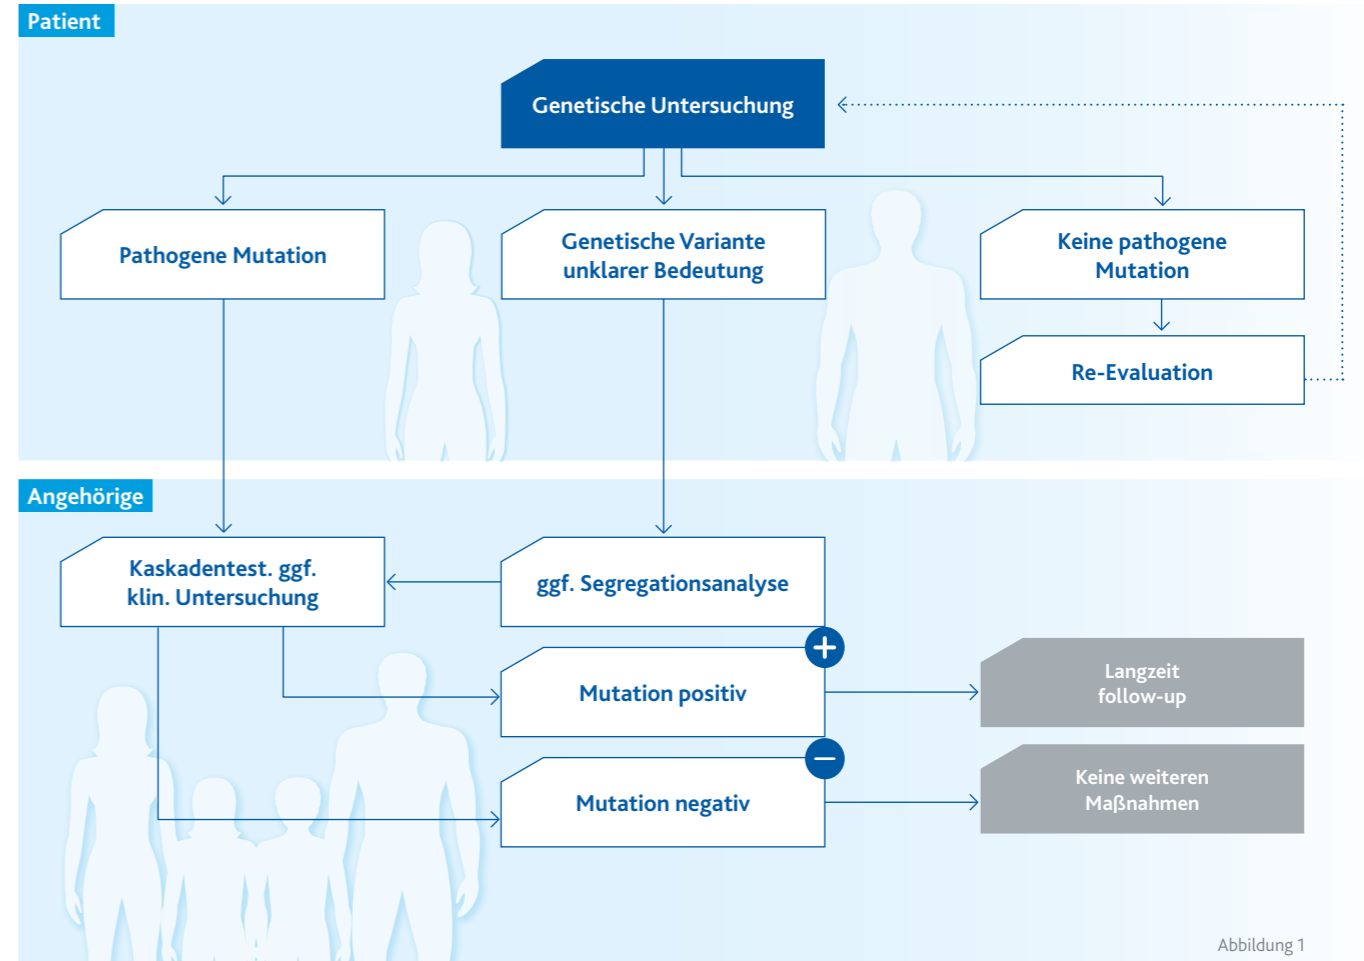 Patient
Genetische Untersuchung
Pathogene Mutation
Genetische Variante
unklarer Bedeutung
Keine pathogene
Mutation
Re-Evaluation
Angehörige
Kaskadentest. ggf.
klin. Untersuchung
ggf. Segregationsanalyse
Mutation positiv
Langzeit
follow-up
Mutation negativ
Keine weiteren
Maßnahmen
Abbildung 1